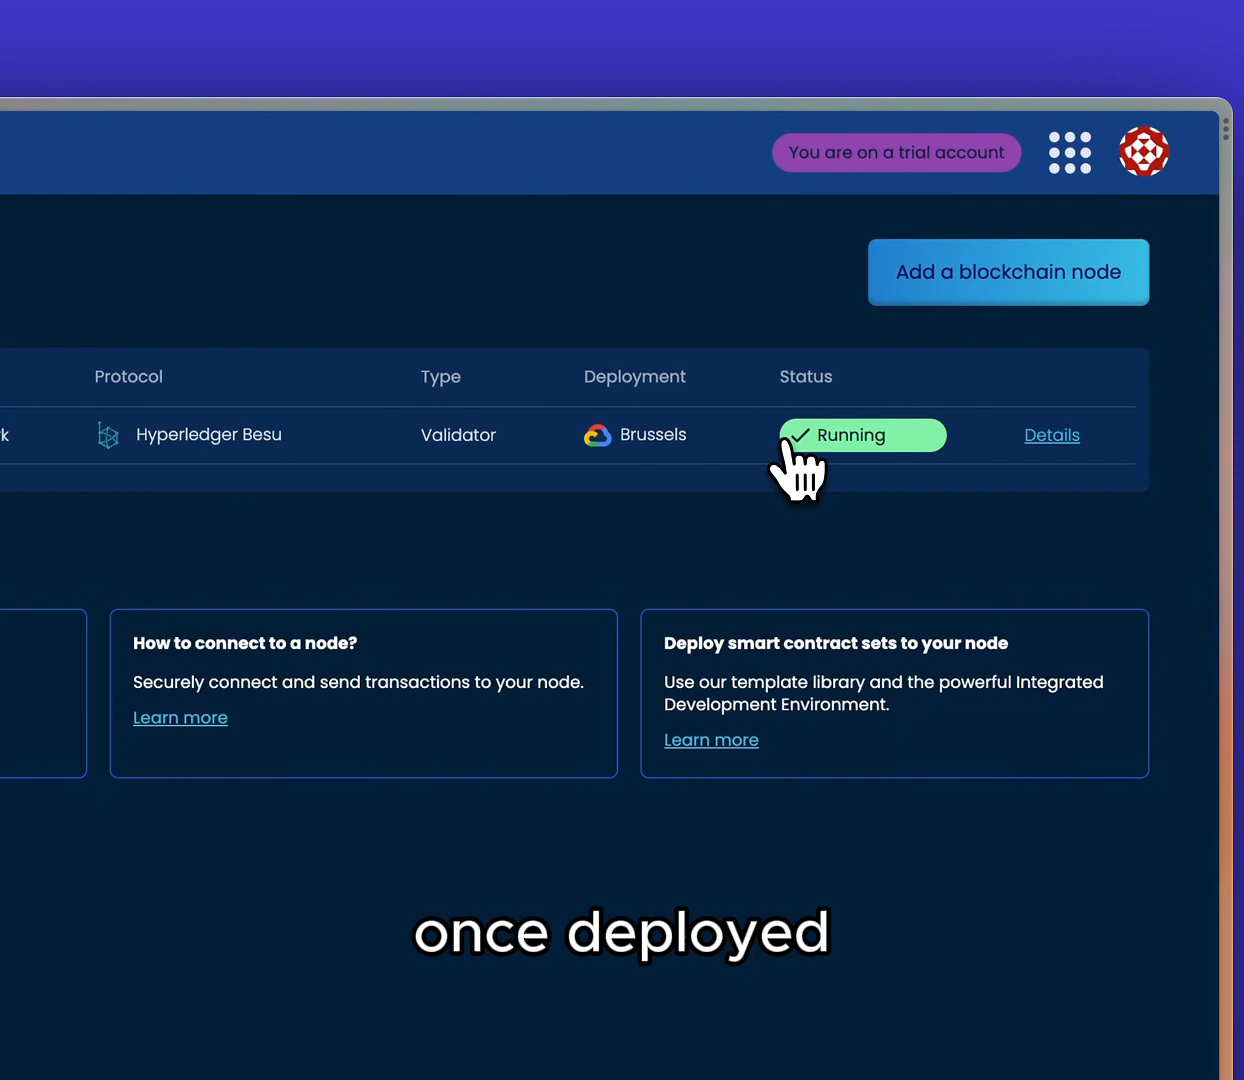 You are on a trial account
Add a blockchain node
Protocol Type Deployment Status
k Hyperledger Besu Validator Brussels Running Details
How to connect to a node?
Securely connect and send transactions to your node.
Learn more
Deploy smart contract sets to your node
Use our template library and the powerful Integrated
Development Environment.
Learn more
once deployed